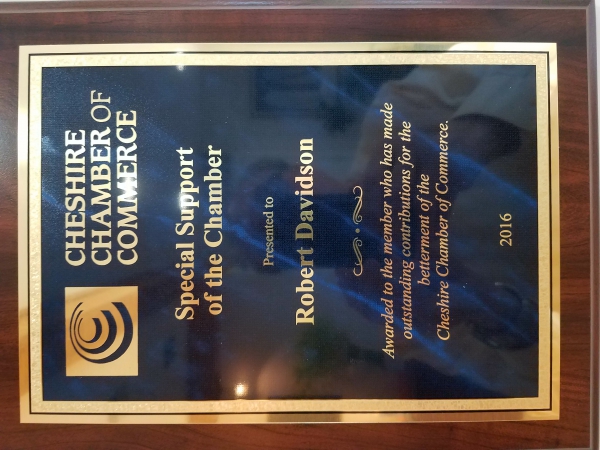 CHESHIRE
CHAMBER OF
COMMERCE
Special Support
of the Chamber
Presented to
Robert Davidson
Awarded to the member who has made
outstanding contributions for the
betterment of the
Cheshire Chamber of Commerce.
2016